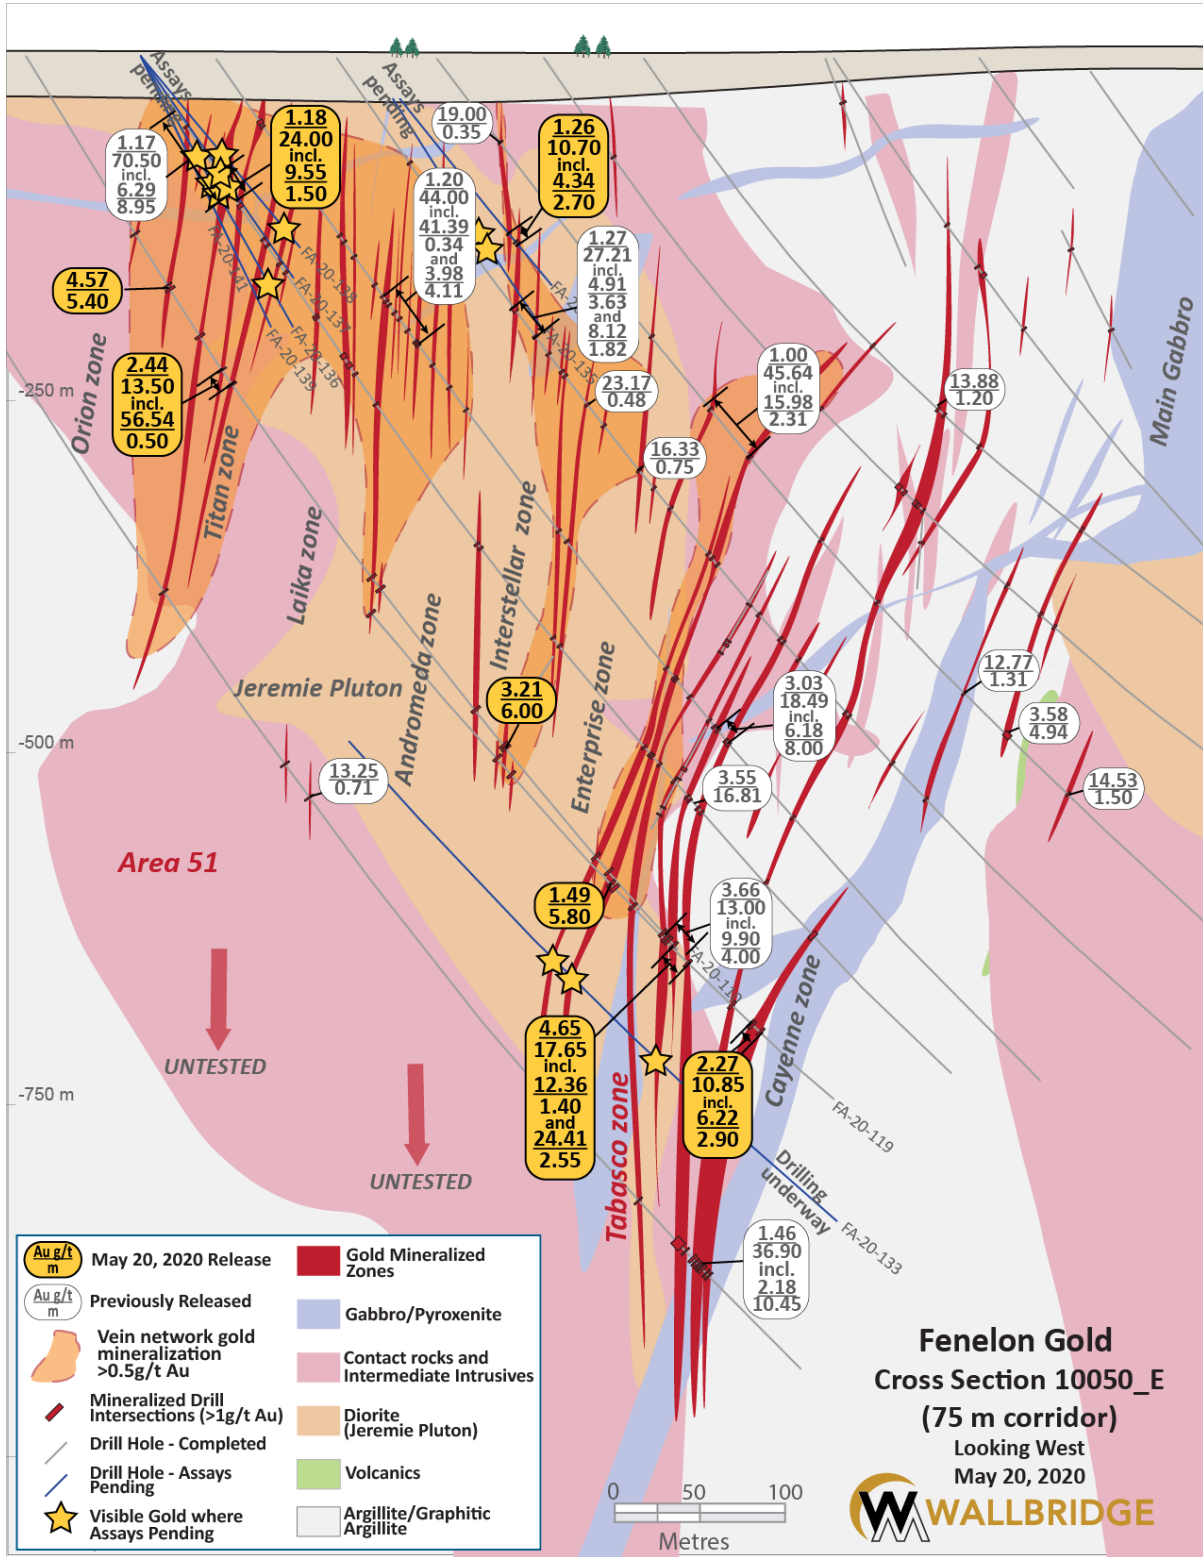 Assays
pending
Assays
pending
19.00
0.35
1.18
24.00
incl.
9.55
1.50
1.26
10.70
incl.
4.34
2.70
1.17
70.50
incl.
6.29
8.95
1.20
44.00
incl.
41.39
0.34
and
3.98
4.11
1.27
27.21
incl.
4.91
3.63
and
8.12
1.82
FA-20-141
FA-20-138
FA-20-137
FA-20-136
FA-20-139
FA-20-135
4.57
5.40
2.44
13.50
incl.
56.54
0.50
1.00
45.64
incl.
15.98
2.31
23.17
0.48
13.88
1.20
16.33
0.75
-250 m
Orion zone
Titan zone
Laika zone
Andromeda zone
Interstellar zone
Enterprise zone
Main Gabbro
Jeremie Pluton
3.21
6.00
3.03
18.49
incl.
6.18
8.00
12.77
1.31
3.58
4.94
-500 m
13.25
0.71
3.55
16.81
14.53
1.50
Area 51
1.49
5.80
3.66
13.00
incl.
9.90
4.00
UNTESTED
UNTESTED
4.65
17.65
incl.
12.36
1.40
and
24.41
2.55
2.27
10.85
incl.
6.22
2.90
Cayenne zone
Tabasco zone
-750 m
FA-20-119
Drilling
underway
FA-20-133
1.46
36.90
incl.
2.18
10.45
Au g/t
m
May 20, 2020 Release
Au g/t
m
Previously Released
Vein network gold
mineralization
>0.5g/t Au
Mineralized Drill
Intersections (>1g/t Au)
Drill Hole - Completed
Drill Hole - Assays
Pending
Visible Gold where
Assays Pending
Gold Mineralized
Zones
Gabbro/Pyroxenite
Contact rocks and
Intermediate Intrusives
Diorite
(Jeremie Pluton)
Volcanics
Argillite/Graphitic
Argillite
0 50 100
Metres
Fenelon Gold
Cross Section 10050_E
(75 m corridor)
Looking West
May 20, 2020
WALLBRIDGE